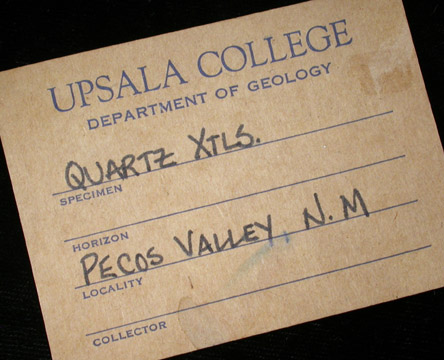 UPSALA COLLEGE
DEPARTMENT OF GEOLOGY
QUARTZ XTLS.
SPECIMEN
HORIZON
PECOS VALLEY, N.M
LOCALITY
COLLECTOR